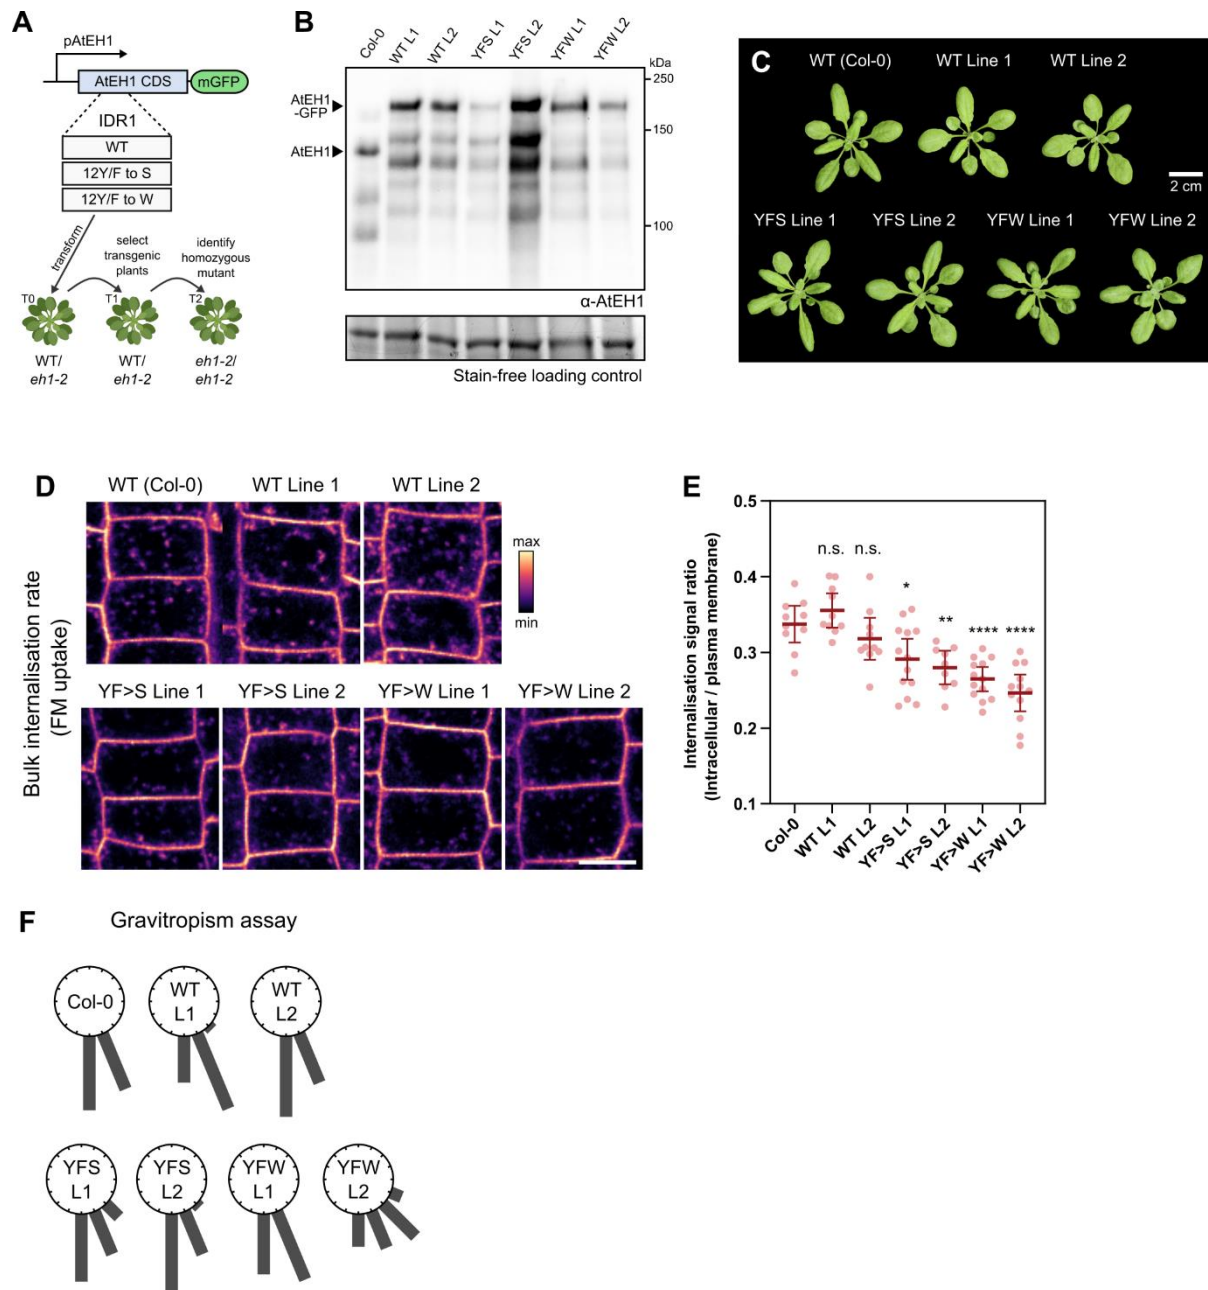 A
pAtEH1
AtEH1 CDS
mGFP
IDR1
WT
12Y/F to S
12Y/F to W
transform
select
transgenic
plants
identify
homozygous
mutant
T0
T1
T2
WT/
eh1-2
WT/
eh1-2
eh1-2/
eh1-2
B
Col-0
WT L1
WT L2
YFS L1
YFS L2
YFW L1
YFW L2
kDa
250
150
100
AtEH1
-GFP
AtEH1
α-AtEH1
Stain-free loading control
C
WT (Col-0)
WT Line 1
WT Line 2
2 cm
YFS Line 1
YFS Line 2
YFW Line 1
YFW Line 2
D
WT (Col-0)
WT Line 1
WT Line 2
max
min
Bulk internalisation rate
(FM uptake)
YF>S Line 1
YF>S Line 2
YF>W Line 1
YF>W Line 2
E
Internalisation signal ratio
(Intracellular / plasma membrane)
0.5
0.4
0.3
0.2
0.1
n.s.
n.s.
*
**
****
****
Col-0
WT L1
WT L2
YF>S L1
YF>S L2
YF>W L1
YF>W L2
F
Gravitropism assay
Col-0
WT
L1
WT
L2
YFS
L1
YFS
L2
YFW
L1
YFW
L2